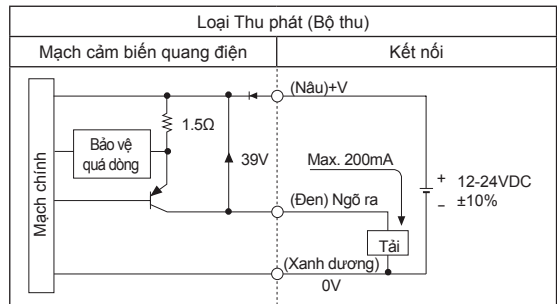 Loại Thu phát (Bộ thu)
Mạch cảm biến quang điện
Kết nối
(Nâu)+V
1.5Ω
Bảo vệ
quá dòng
39V
Max. 200mA
Mạch chính
+
12-24VDC
−
±10%
(Đen) Ngõ ra
Tải
(Xanh dương)
0V